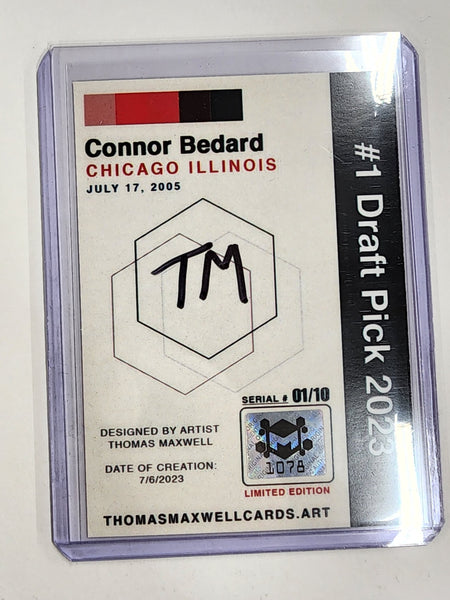 Connor Bedard
CHICAGO ILLINOIS
JULY 17, 2005
TM
SERIAL # 01/10
DESIGNED BY ARTIST
THOMAS MAXWELL
M
1078
DATE OF CREATION:
7/6/2023
LIMITED EDITION
THOMASMAXWELLCARDS.ART
#1 Draft Pick 2023